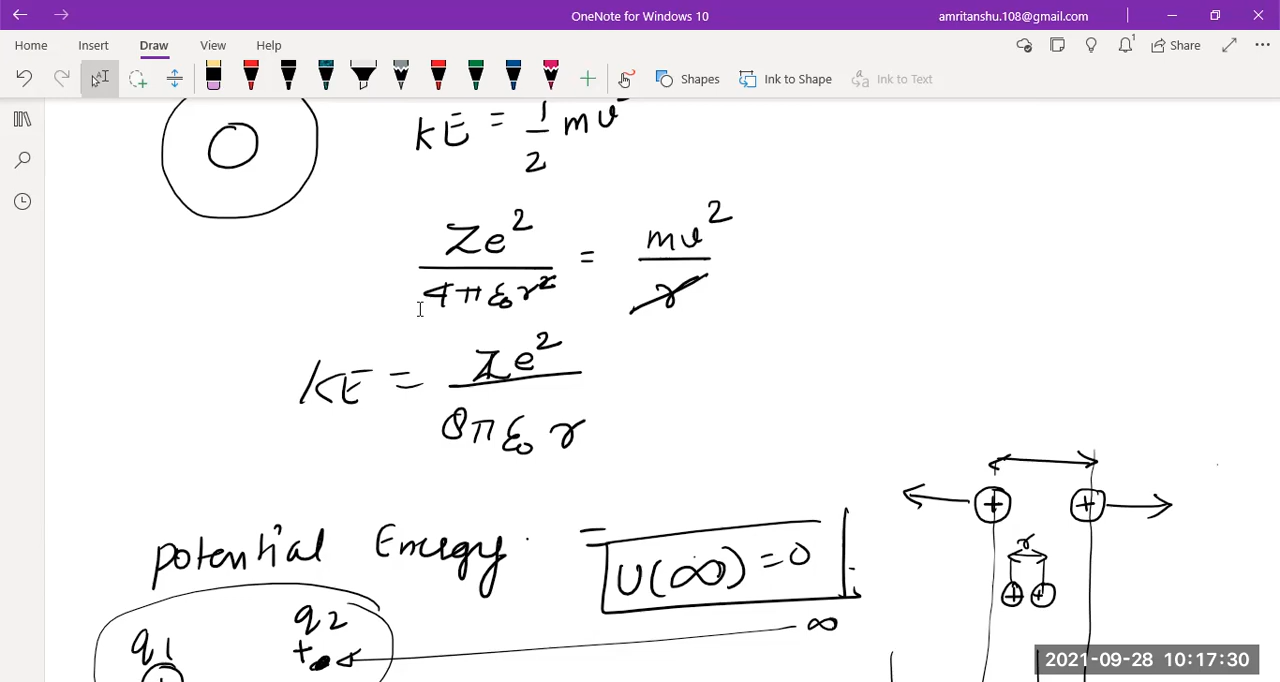 OneNote for Windows 10
amritanshu.108@gmail.com
Home Insert Draw View Help
Share
Shapes Ink to Shape Ink to Text
KE = 1/2 mv²
Ze² / 4πε₀r² = mv² / r
KE = Ze² / 8πε₀ r
potential Energy.
U(∞) = 0
+ +
r
+ +
q1 q2
+
∞
+
2021-09-28 10:17:30